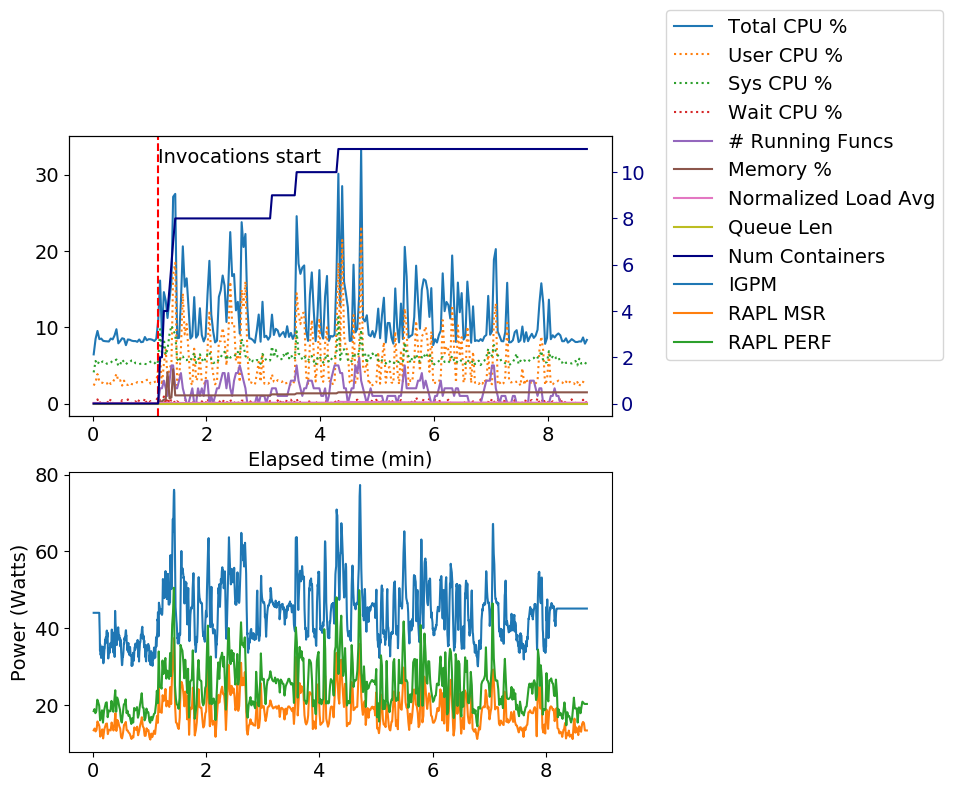 Total CPU %
User CPU %
Sys CPU %
Wait CPU %
# Running Funcs
Memory %
Normalized Load Avg
Queue Len
Num Containers
IGPM
RAPL MSR
RAPL PERF
Invocations start
30
20
10
0
10
8
6
4
2
0
0 2 4 6 8
Elapsed time (min)
Power (Watts)
80
60
40
20
0 2 4 6 8